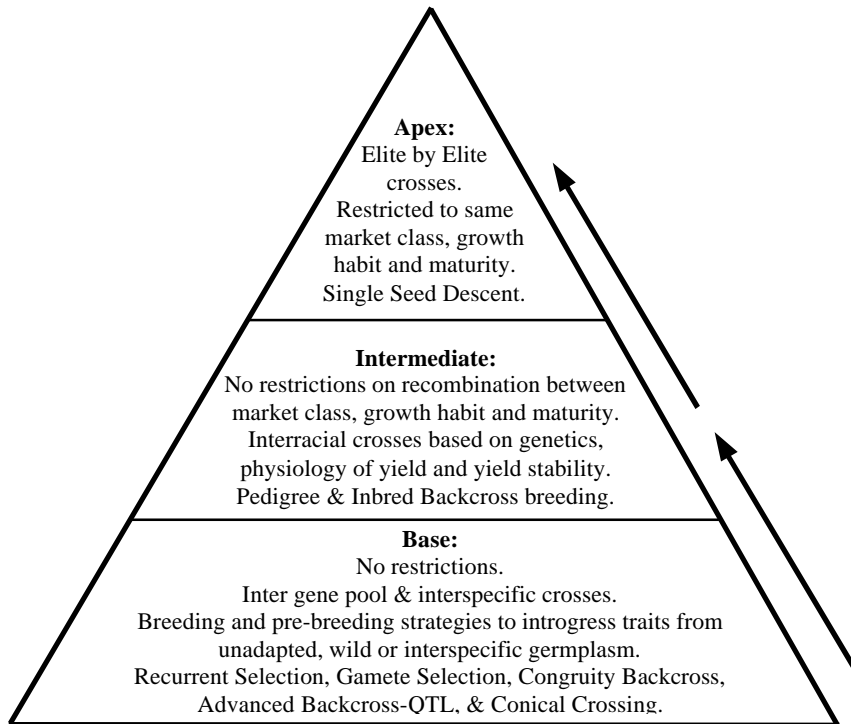 Apex:
Elite by Elite
crosses.
Restricted to same
market class, growth
habit and maturity.
Single Seed Descent.
Intermediate:
No restrictions on recombination between
market class, growth habit and maturity.
Interracial crosses based on genetics,
physiology of yield and yield stability.
Pedigree & Inbred Backcross breeding.
Base:
No restrictions.
Inter gene pool & interspecific crosses.
Breeding and pre-breeding strategies to introgress traits from
unadapted, wild or interspecific germplasm.
Recurrent Selection, Gamete Selection, Congruity Backcross,
Advanced Backcross-QTL, & Conical Crossing.